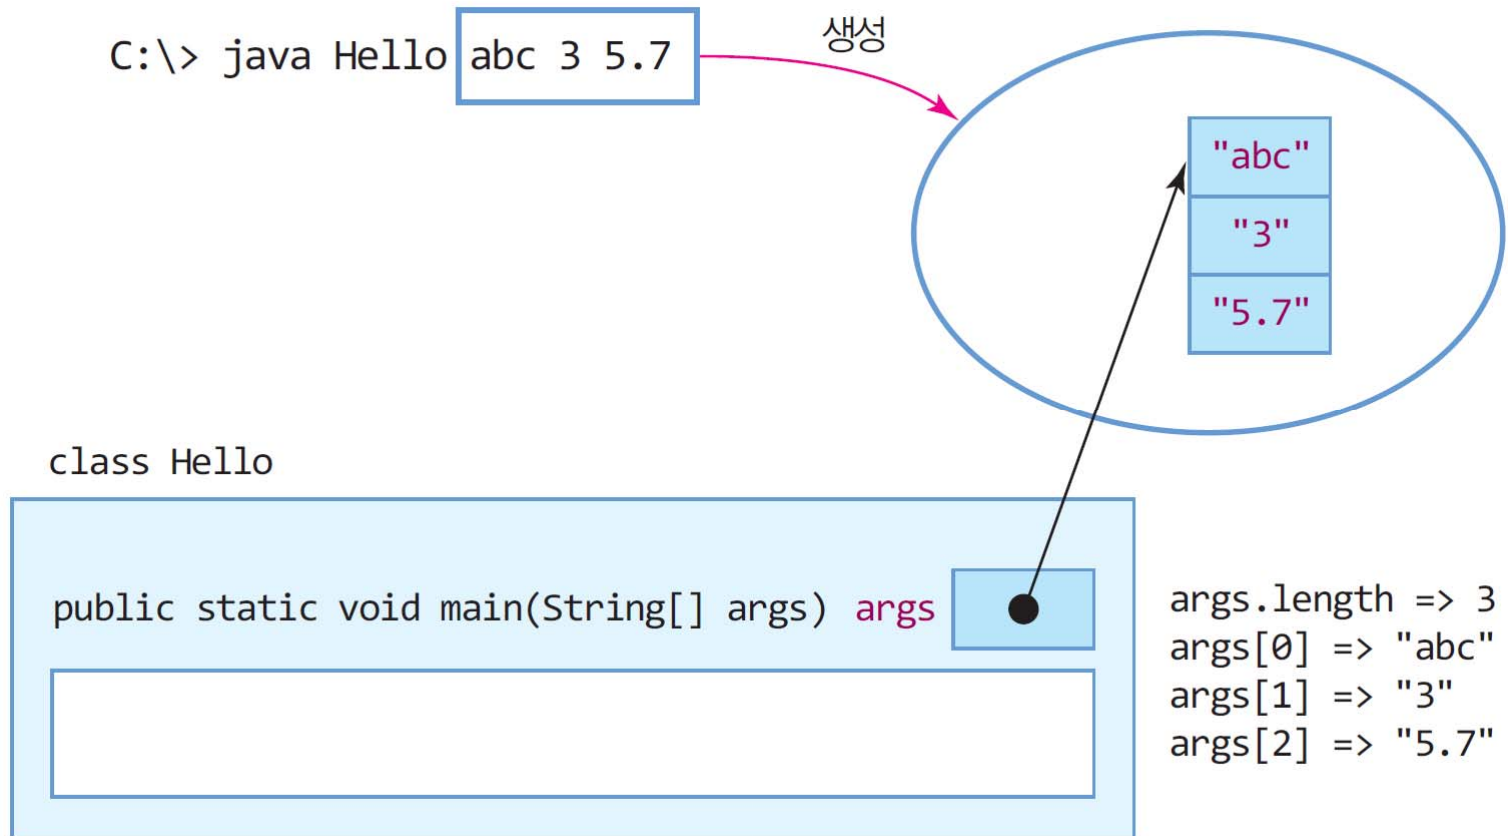 C:\> java Hello abc 3 5.7
생성
"abc"
"3"
"5.7"
class Hello
public static void main(String[] args) args
args.length => 3
args[0] => "abc"
args[1] => "3"
args[2] => "5.7"